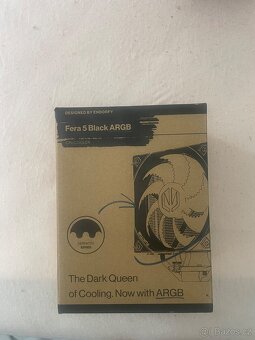 DESIGNED BY ENDORFY
Fera 5 Black ARGB
The Dark Queen
of Cooling. Now with ARGB